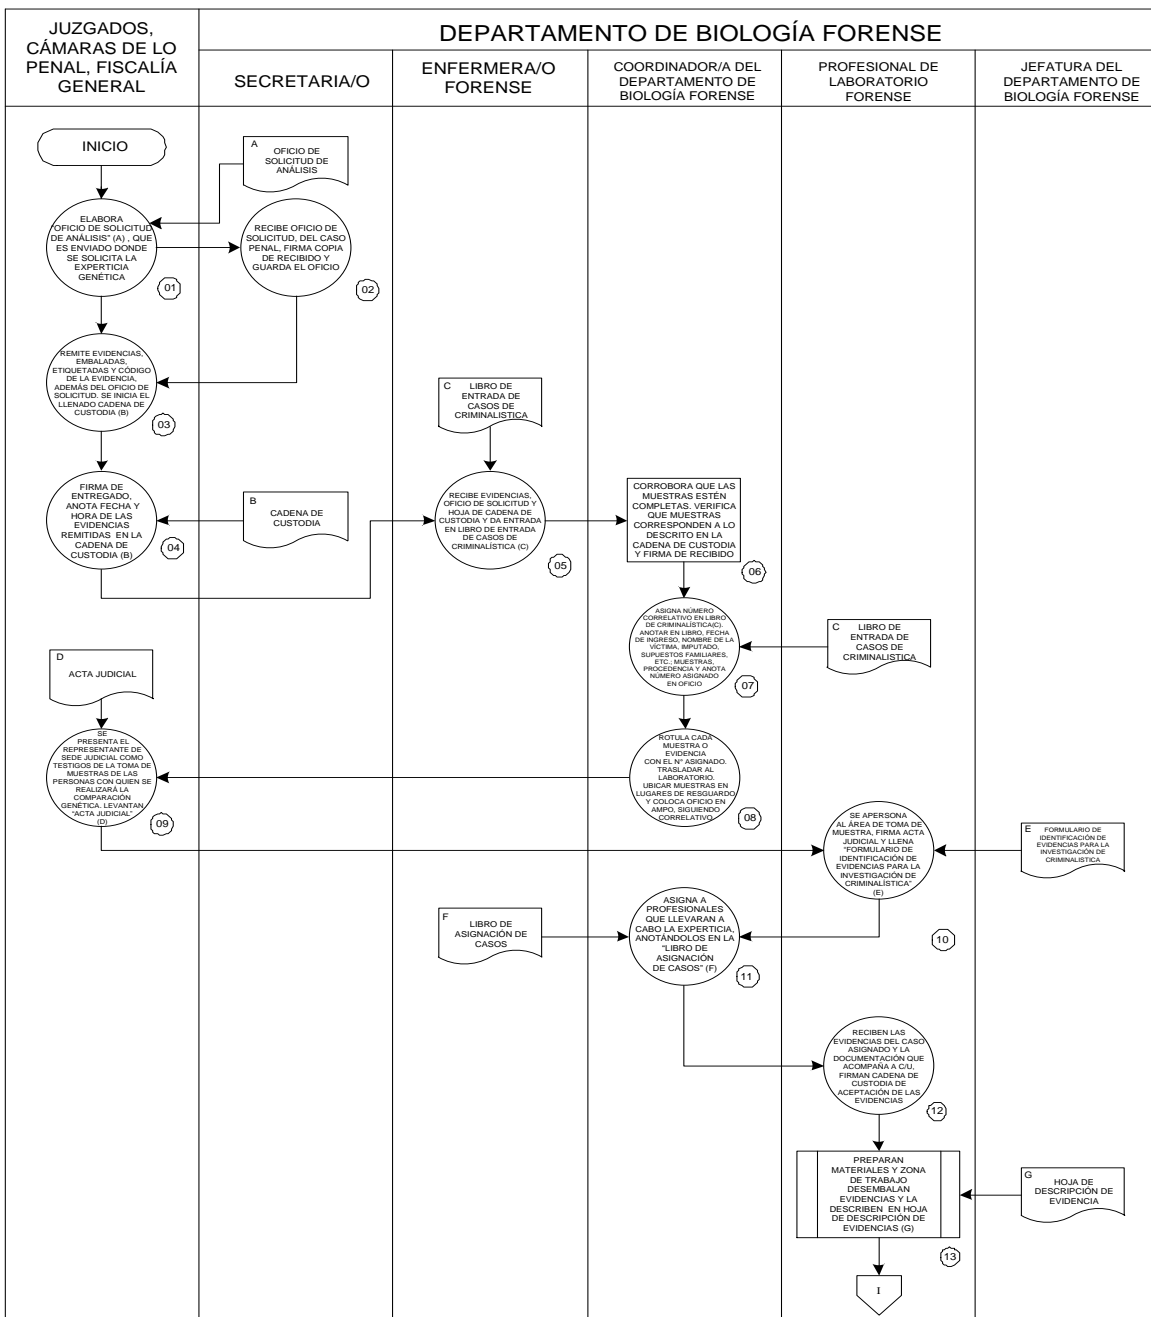 JUZGADOS,
CÁMARAS DE LO
PENAL, FISCALÍA
GENERAL
DEPARTAMENTO DE BIOLOGÍA FORENSE
SECRETARIA/O
ENFERMERA/O
FORENSE
COORDINADOR/A DEL
DEPARTAMENTO DE
BIOLOGÍA FORENSE
PROFESIONAL DE
LABORATORIO
FORENSE
JEFATURA DEL
DEPARTAMENTO DE
BIOLOGÍA FORENSE
INICIO
A
OFICIO DE
SOLICITUD DE
ANÁLISIS
ELABORA
"OFICIO DE SOLICITUD
DE ANÁLISIS" (A) , QUE
ES ENVIADO DONDE
SE SOLICITA LA
EXPERTICIA
GENÉTICA
01
RECIBE OFICIO DE
SOLICITUD, DEL CASO
PENAL, FIRMA COPIA
DE RECIBIDO Y
GUARDA EL OFICIO
02
REMITE EVIDENCIAS,
EMBALADAS,
ETIQUETADAS Y CÓDIGO
DE LA EVIDENCIA,
ADEMÁS DEL OFICIO DE
SOLICITUD. SE INICIA EL
LLENADO CADENA DE
CUSTODIA (B)
03
C
LIBRO DE
ENTRADA DE
CASOS DE
CRIMINALISTICA
FIRMA DE
ENTREGADO,
ANOTA FECHA Y
HORA DE LAS
EVIDENCIAS
REMITIDAS EN LA
CADENA DE
CUSTODIA (B)
04
B
CADENA DE
CUSTODIA
RECIBE EVIDENCIAS,
OFICIO DE SOLICITUD Y
HOJA DE CADENA DE
CUSTODIA Y DA ENTRADA
EN LIBRO DE ENTRADA
DE CASOS DE
CRIMINALÍSTICA (C)
05
CORROBORA QUE LAS
MUESTRAS ESTÉN
COMPLETAS. VERIFICA
QUE MUESTRAS
CORRESPONDEN A LO
DESCRITO EN LA
CADENA DE CUSTODIA
Y FIRMA DE RECIBIDO
06
ASIGNA NÚMERO
CORRELATIVO EN LIBRO
DE CRIMINALÍSTICA(C).
ANOTAR EN LIBRO, FECHA
DE INGRESO, NOMBRE DE LA
VÍCTIMA, IMPUTADO,
SUPUESTOS FAMILIARES,
ETC.; MUESTRAS,
PROCEDENCIA Y ANOTA
NÚMERO ASIGNADO
EN OFICIO
07
C
LIBRO DE
ENTRADA DE
CASOS DE
CRIMINALISTICA
D
ACTA JUDICIAL
SE
PRESENTA EL
REPRESENTANTE DE
SEDE JUDICIAL COMO
TESTIGOS DE LA TOMA DE
MUESTRAS DE LAS
PERSONAS CON QUIEN SE
REALIZARÁ LA
COMPARACIÓN
GENÉTICA. LEVANTAN
"ACTA JUDICIAL"
(D)
09
ROTULA CADA
MUESTRA O
EVIDENCIA
CON EL N° ASIGNADO.
TRASLADAR AL
LABORATORIO.
UBICAR MUESTRAS EN
LUGARES DE RESGUARDO
Y COLOCA OFICIO EN
AMPO, SIGUIENDO
CORRELATIVO
08
SE APERSONA
AL ÁREA DE TOMA DE
MUESTRA, FIRMA ACTA
JUDICIAL Y LLENA
"FORMULARIO DE
IDENTIFICACIÓN DE
EVIDENCIAS PARA LA
INVESTIGACIÓN DE
CRIMINALÍSTICA"
(E)
10
E
FORMULARIO DE
IDENTIFICACIÓN DE
EVIDENCIAS PARA LA
INVESTIGACIÓN DE
CRIMINALISTICA
F
LIBRO DE
ASIGNACIÓN DE
CASOS
ASIGNA A
PROFESIONALES
QUE LLEVARAN A
CABO LA EXPERTICIA,
ANOTÁNDOLOS EN LA
"LIBRO DE
ASIGNACIÓN
DE CASOS" (F)
11
RECIBEN LAS
EVIDENCIAS DEL CASO
ASIGNADO Y LA
DOCUMENTACIÓN QUE
ACOMPAÑA A C/U,
FIRMAN CADENA DE
CUSTODIA DE
ACEPTACIÓN DE LAS
EVIDENCIAS
12
PREPARAN
MATERIALES Y ZONA
DE TRABAJO
DESEMBALAN
EVIDENCIAS Y LA
DESCRIBEN EN HOJA
DE DESCRIPCIÓN DE
EVIDENCIAS (G)
13
G
HOJA DE
DESCRIPCIÓN DE
EVIDENCIA
I